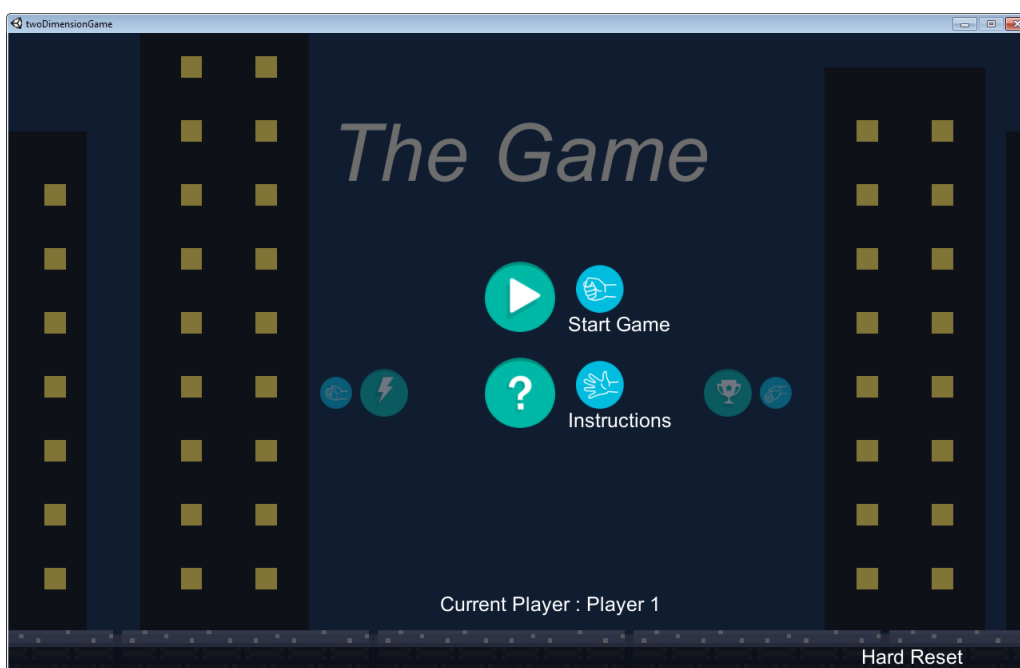 twoDimensionGame
The Game
Start Game
?
Instructions
Current Player : Player 1
Hard Reset